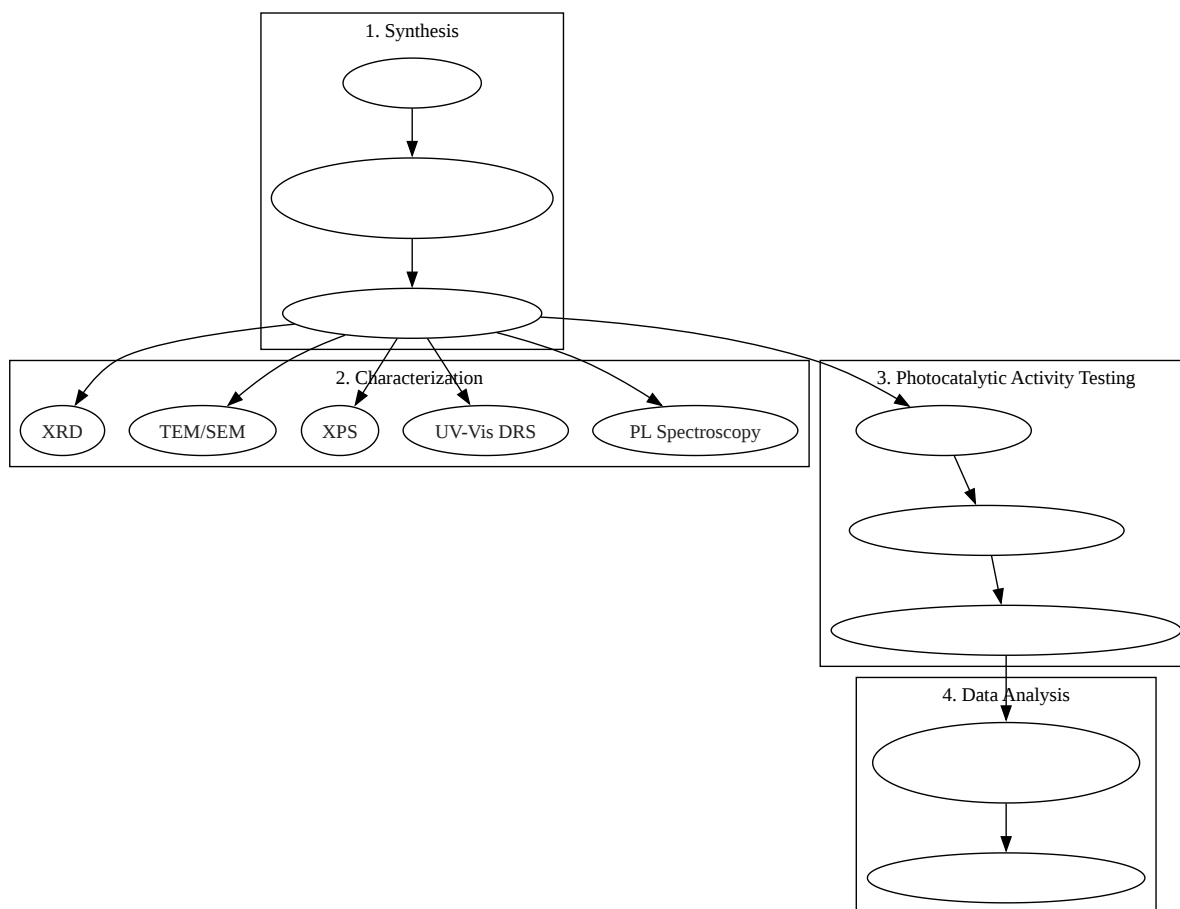 1. Synthesis
2. Characterization
3. Photocatalytic Activity Testing
XRD
TEM/SEM
XPS
UV-Vis DRS
PL Spectroscopy
4. Data Analysis